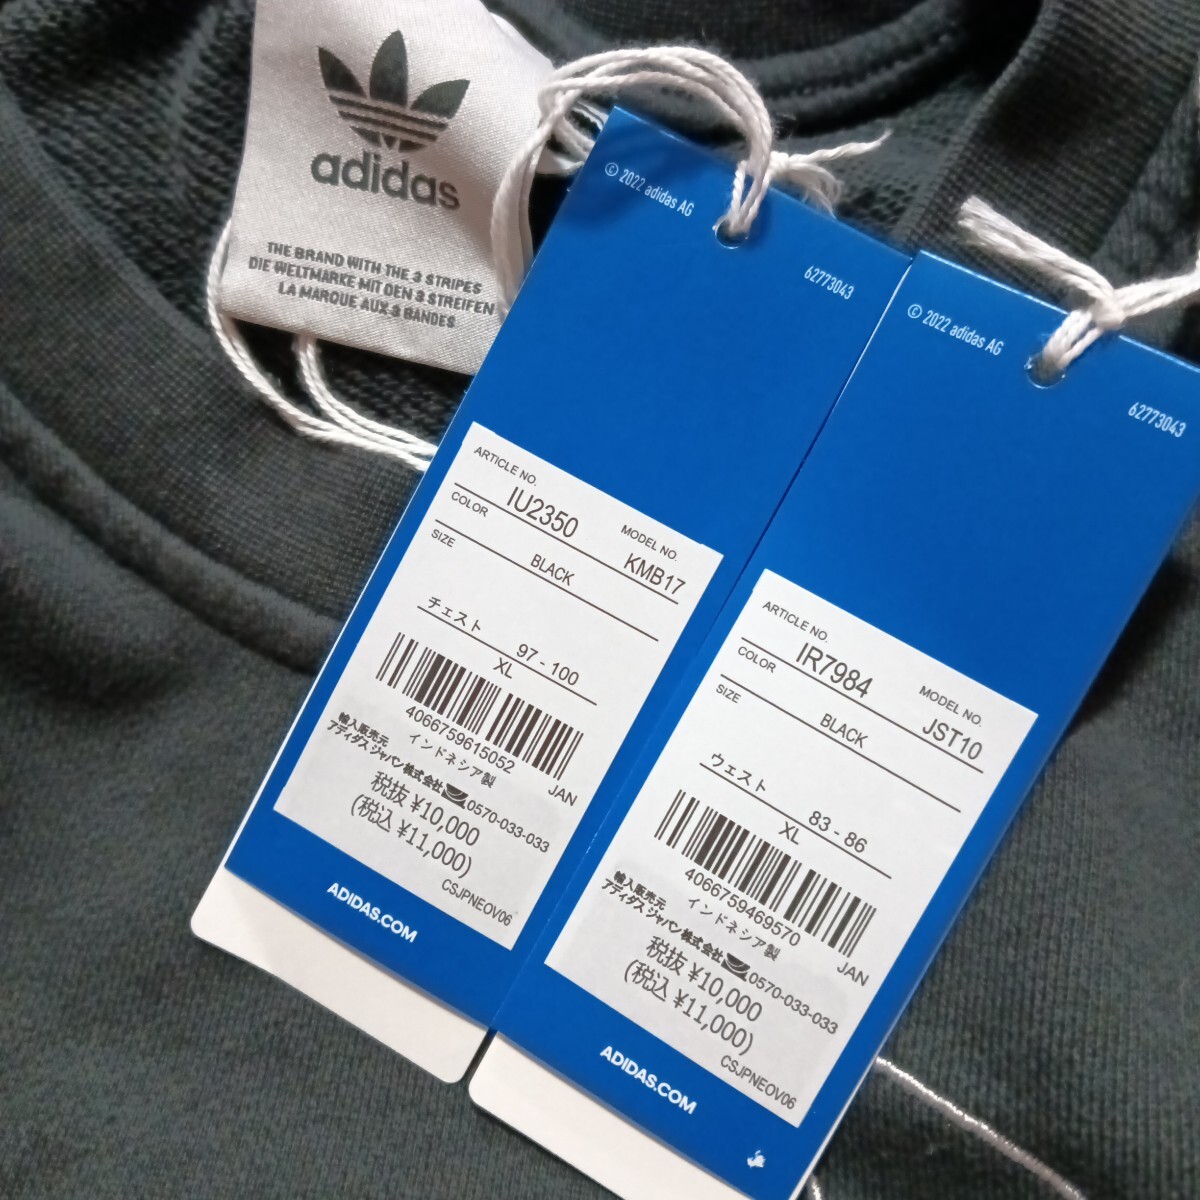 adidas
THE BRAND WITH THE 3 STRIPES
DIE WELTMARKE MIT DEN 3 STREIFEN
LA MARQUE AUX 3 BANDES
© 2022 adidas AG
62773043
ARTICLE NO.
IU2350
MODEL NO.
KMB17
COLOR
BLACK
SIZE
チェスト
97 - 100
XL
4066759615052
JAN
インドネシア製
輸入販売元
アディダス ジャパン株式会社
0570-033-033
税抜 ¥10,000
(税込 ¥11,000)
CSJPNEOV06
ADIDAS.COM
© 2022 adidas AG
62773043
ARTICLE NO.
IR7984
MODEL NO.
JST10
COLOR
BLACK
SIZE
ウェスト
83 - 86
XL
4066759469570
JAN
インドネシア製
輸入販売元
アディダス ジャパン株式会社
0570-033-033
税抜 ¥10,000
(税込 ¥11,000)
CSJPNEOV06
ADIDAS.COM